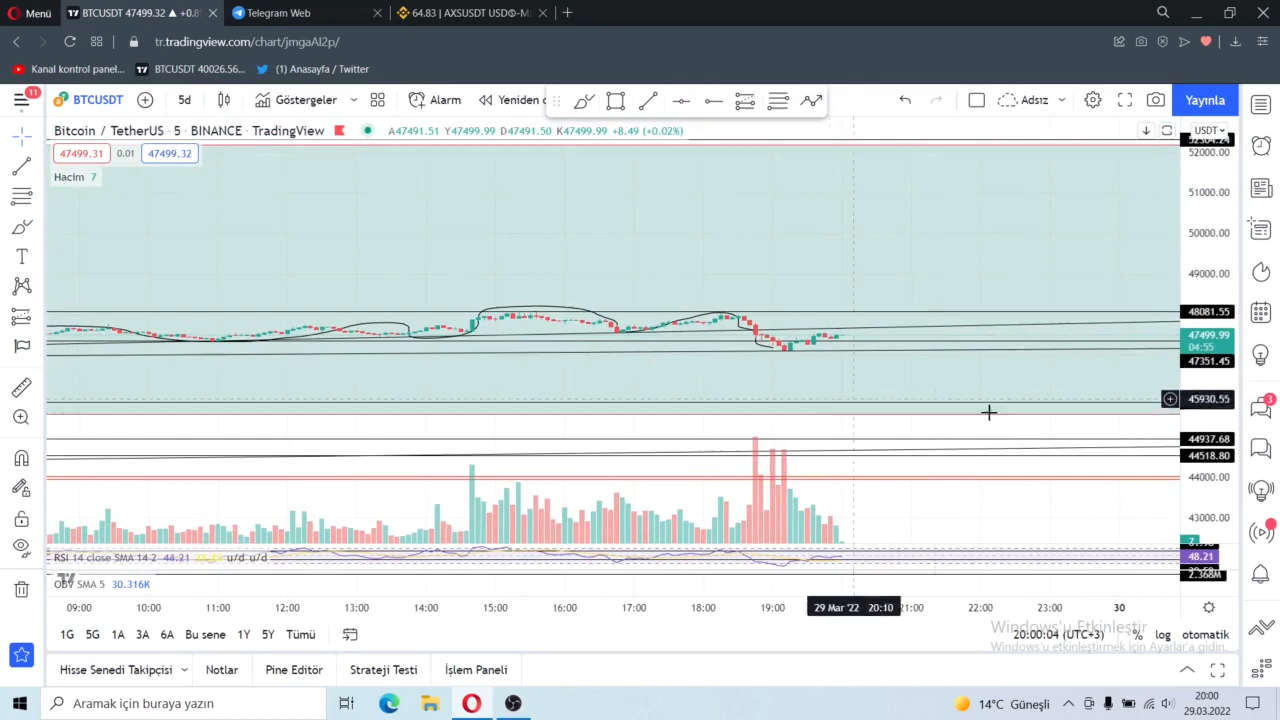 Menü
BTCUSDT 47499.32 ▲ +0.8
Telegram Web
64.83 | AXSUSDT USD⊙-M
tr.tradingview.com/chart/jmgaAl2p/
Kanal kontrol panel...
BTCUSDT 40026.56...
(1) Anasayfa / Twitter
11
BTCUSDT
5d
Göstergeler
Alarm
Yeniden
Adsız
Yayınla
Bitcoin / TetherUS · 5 · BINANCE · TradingView
A47491.51 Y47499.99 D47491.50 K47499.99 +8.49 (+0.02%)
USDT
47499.31
0.01
47499.32
Hacim 7
52000.00
51000.00
50000.00
49000.00
48081.55
47499.99
04:55
47351.45
45930.55
44937.68
44518.80
44000.00
43000.00
3
RSI 14 close SMA 14 2 48.21
u/d u/d
48.21
OBV SMA 5 30.316K
2.368M
09:00 10:00 11:00 12:00 13:00 14:00 15:00 16:00 17:00 18:00 19:00 29 Mar '22 20:10 21:00 22:00 23:00 30
1G 5G 1A 3A 6A Bu sene 1Y 5Y Tümü
20:00:04 (UTC+3) % log otomatik
Windows'u Etkinleştir
Windows'u etkinleştirmek için Ayarlar'a gidin.
Hisse Senedi Takipçisi
Notlar
Pine Editör
Strateji Testi
İşlem Paneli
Aramak için buraya yazın
14°C Güneşli
20:00
29.03.2022